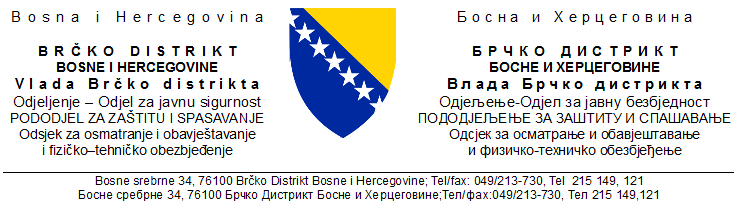 Bosna i Hercegovina
BRČKO DISTRIKT
BOSNE I HERCEGOVINE
Vlada Brčko distrikta
Odjeljenje – Odjel za javnu sigurnost
PODODJEL ZA ZAŠTITU I SPASAVANJE
Odsjek za osmatranje i obavještavanje
i fizičko–tehničko obezbjeđenje
Босна и Херцеговина
БРЧКО ДИСТРИКТ
БОСНЕ И ХЕРЦЕГОВИНЕ
Влада Брчко дистрикта
Одјељење-Одјел за јавну безбједност
ПОДОДЈЕЉЕЊЕ ЗА ЗАШТИТУ И СПАШАВАЊЕ
Одсјек за осматрање и обавјештавање
и физичко-техничко обезбјеђење
Bosne srebrne 34, 76100 Brčko Distrikt Bosne i Hercegovine; Tel/fax: 049/213-730, Tel 215 149, 121
Босне сребрне 34, 76100 Брчко Дистрикт Босне и Херцеговине;Тел/фах:049/213-730, Тел 215 149,121